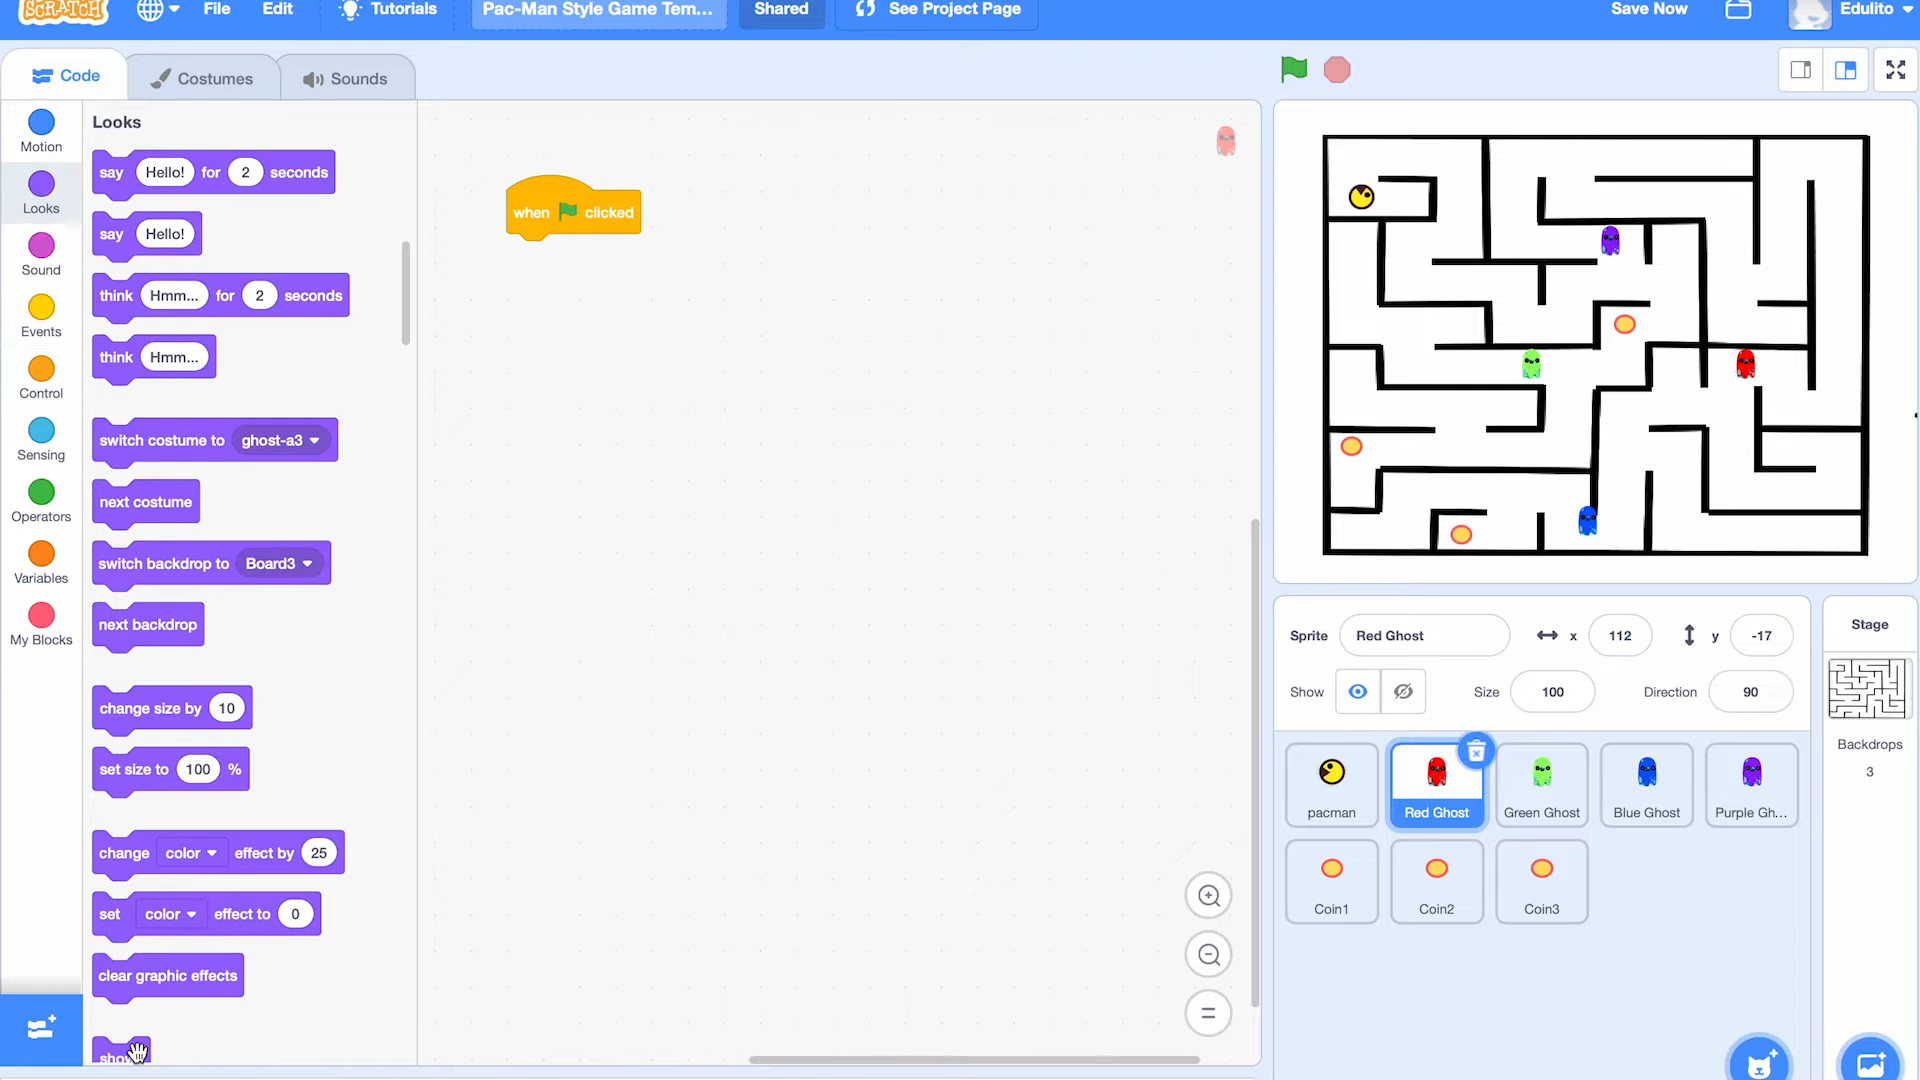 SCRATCH File Edit Tutorials Pac-Man Style Game Tem... Shared See Project Page Save Now Edulito
Code Costumes Sounds
Motion
Looks
Sound
Events
Control
Sensing
Operators
Variables
My Blocks
Looks
say Hello! for 2 seconds
say Hello!
think Hmm... for 2 seconds
think Hmm...
switch costume to ghost-a3
next costume
switch backdrop to Board3
next backdrop
change size by 10
set size to 100 %
change color effect by 25
set color effect to 0
clear graphic effects
show
when clicked
Sprite Red Ghost x 112 y -17
Show Size 100 Direction 90
pacman Red Ghost Green Ghost Blue Ghost Purple Gh...
Coin1 Coin2 Coin3
Stage
Backdrops
3